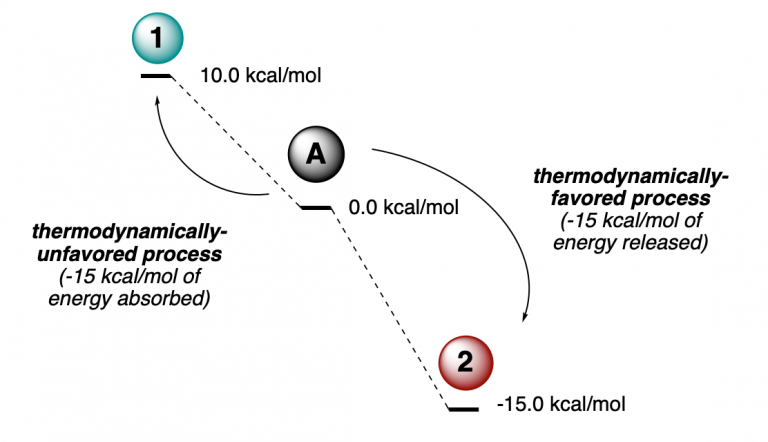 1
10.0 kcal/mol
A
0.0 kcal/mol
thermodynamically-
favored process
(-15 kcal/mol of
energy released)
thermodynamically-
unfavored process
(-15 kcal/mol of
energy absorbed)
2
-15.0 kcal/mol